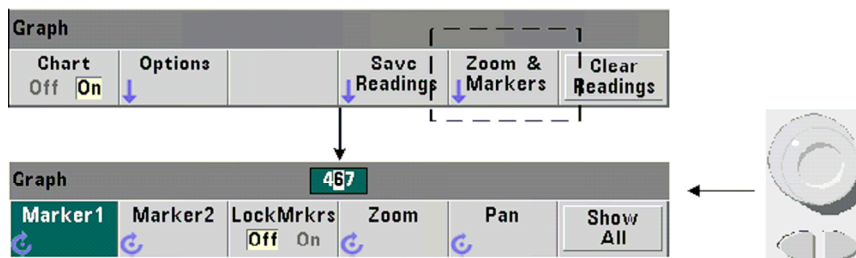 Graph
Chart
Off On
Options
Save
Readings
Zoom &
Markers
Clear
Readings
Graph
467
Marker1
Marker2
LockMrkrs
Off On
Zoom
Pan
Show
All